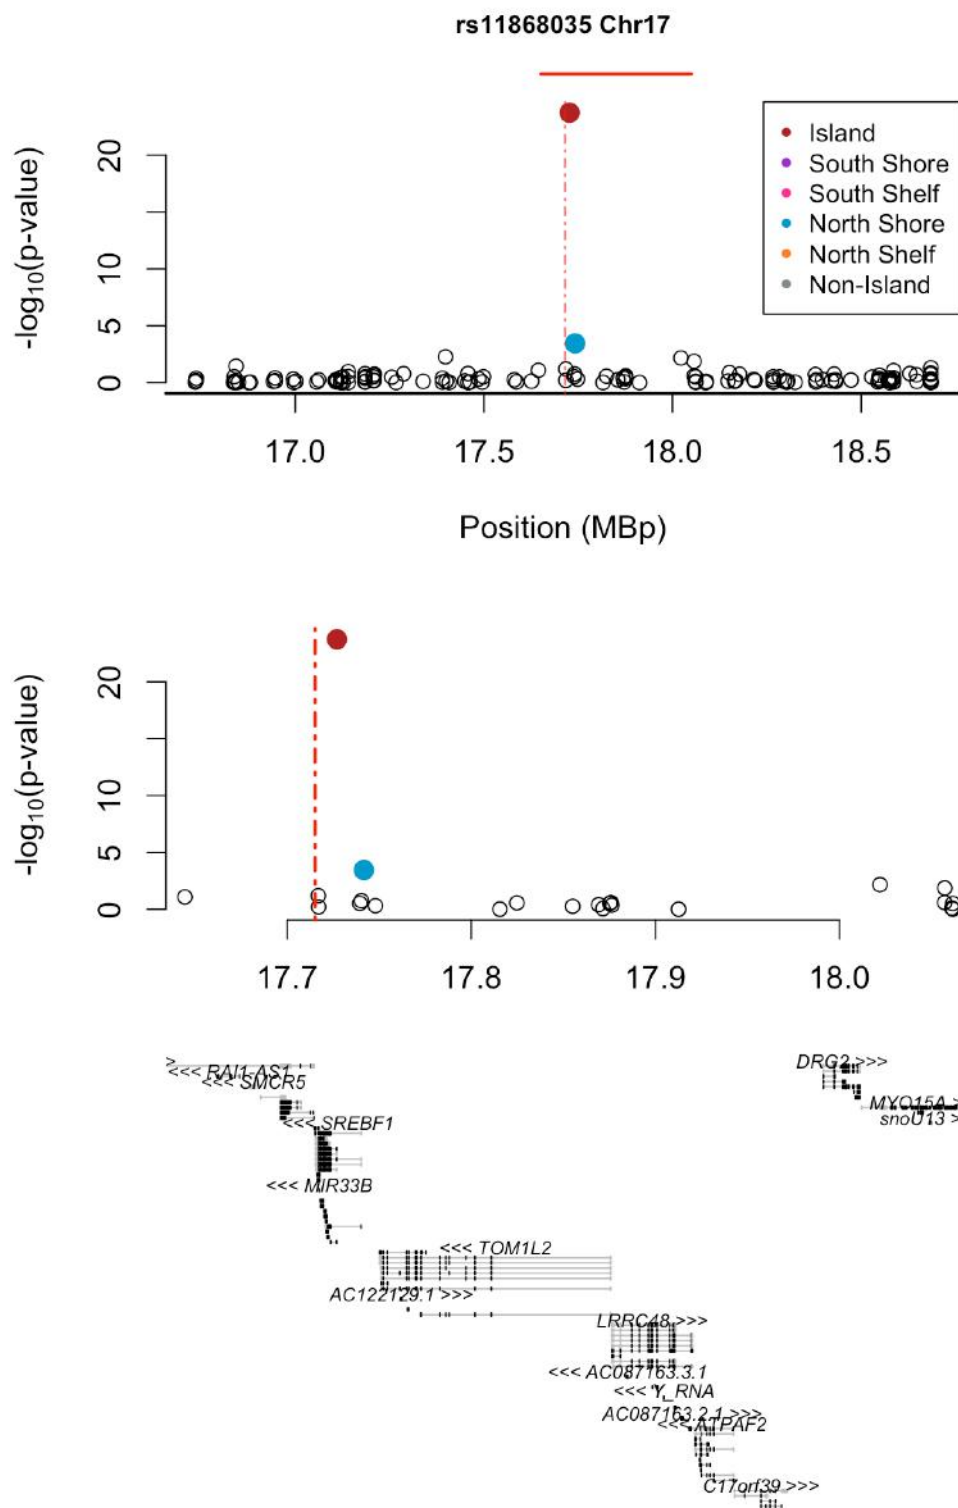 rs11868035 Chr17
-log10(p-value)
20
10
5
0
Island
South Shore
South Shelf
North Shore
North Shelf
Non-Island
17.0 17.5 18.0 18.5
Position (MBp)
-log10(p-value)
20
10
5
0
17.7 17.8 17.9 18.0
>
<<< RAI1-AS1
<<< SMCR5
<<< SREBF1
<<< MIR33B
<<< TOM1L2
AC122129.1 >>>
LRRC48 >>>
<<< AC087163.3.1
<<< Y_RNA
AC087163.2.1 >>>
<<< ATPAF2
C17orf39 >>>
DRG2 >>>
MYO15A >
snoU13 >